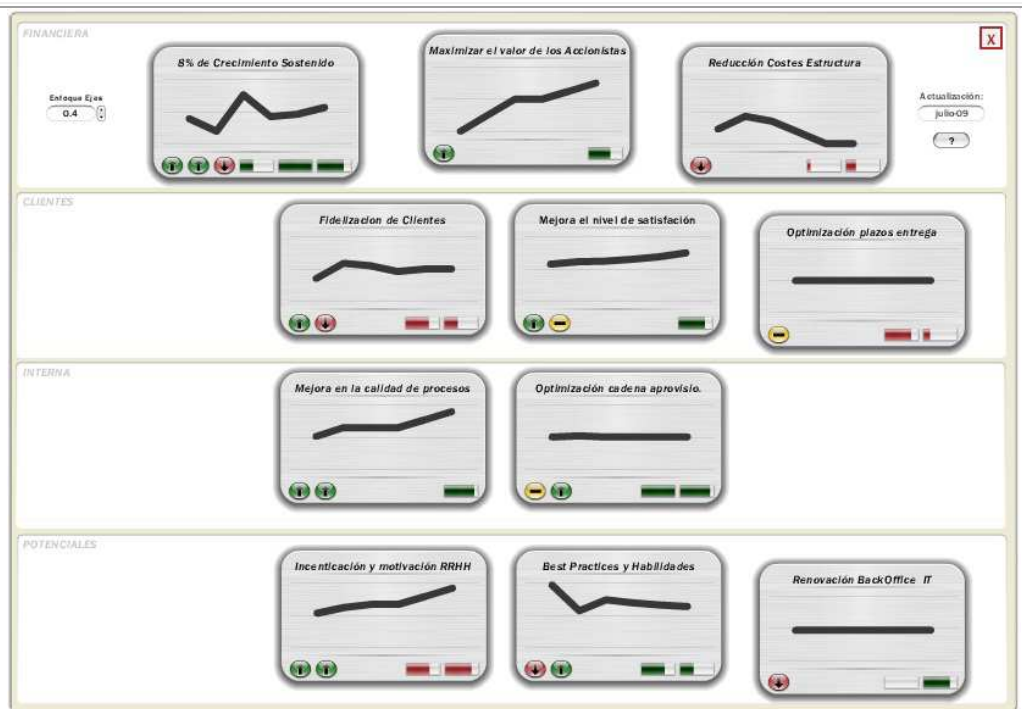 FINANCIERA
X
8% de Crecimiento Sostenido
Maximizar el valor de los Accionistas
Reducción Costes Estructura
Enfoque Ejes
0.4
Actualización:
julio-09
?
CLIENTES
Fidelizacion de Clientes
Mejora el nivel de satisfación
Optimización plazos entrega
INTERNA
Mejora en la calidad de procesos
Optimización cadena aprovisio.
POTENCIALES
Incenticación y motivación RRHH
Best Practices y Habilidades
Renovación BackOffice IT